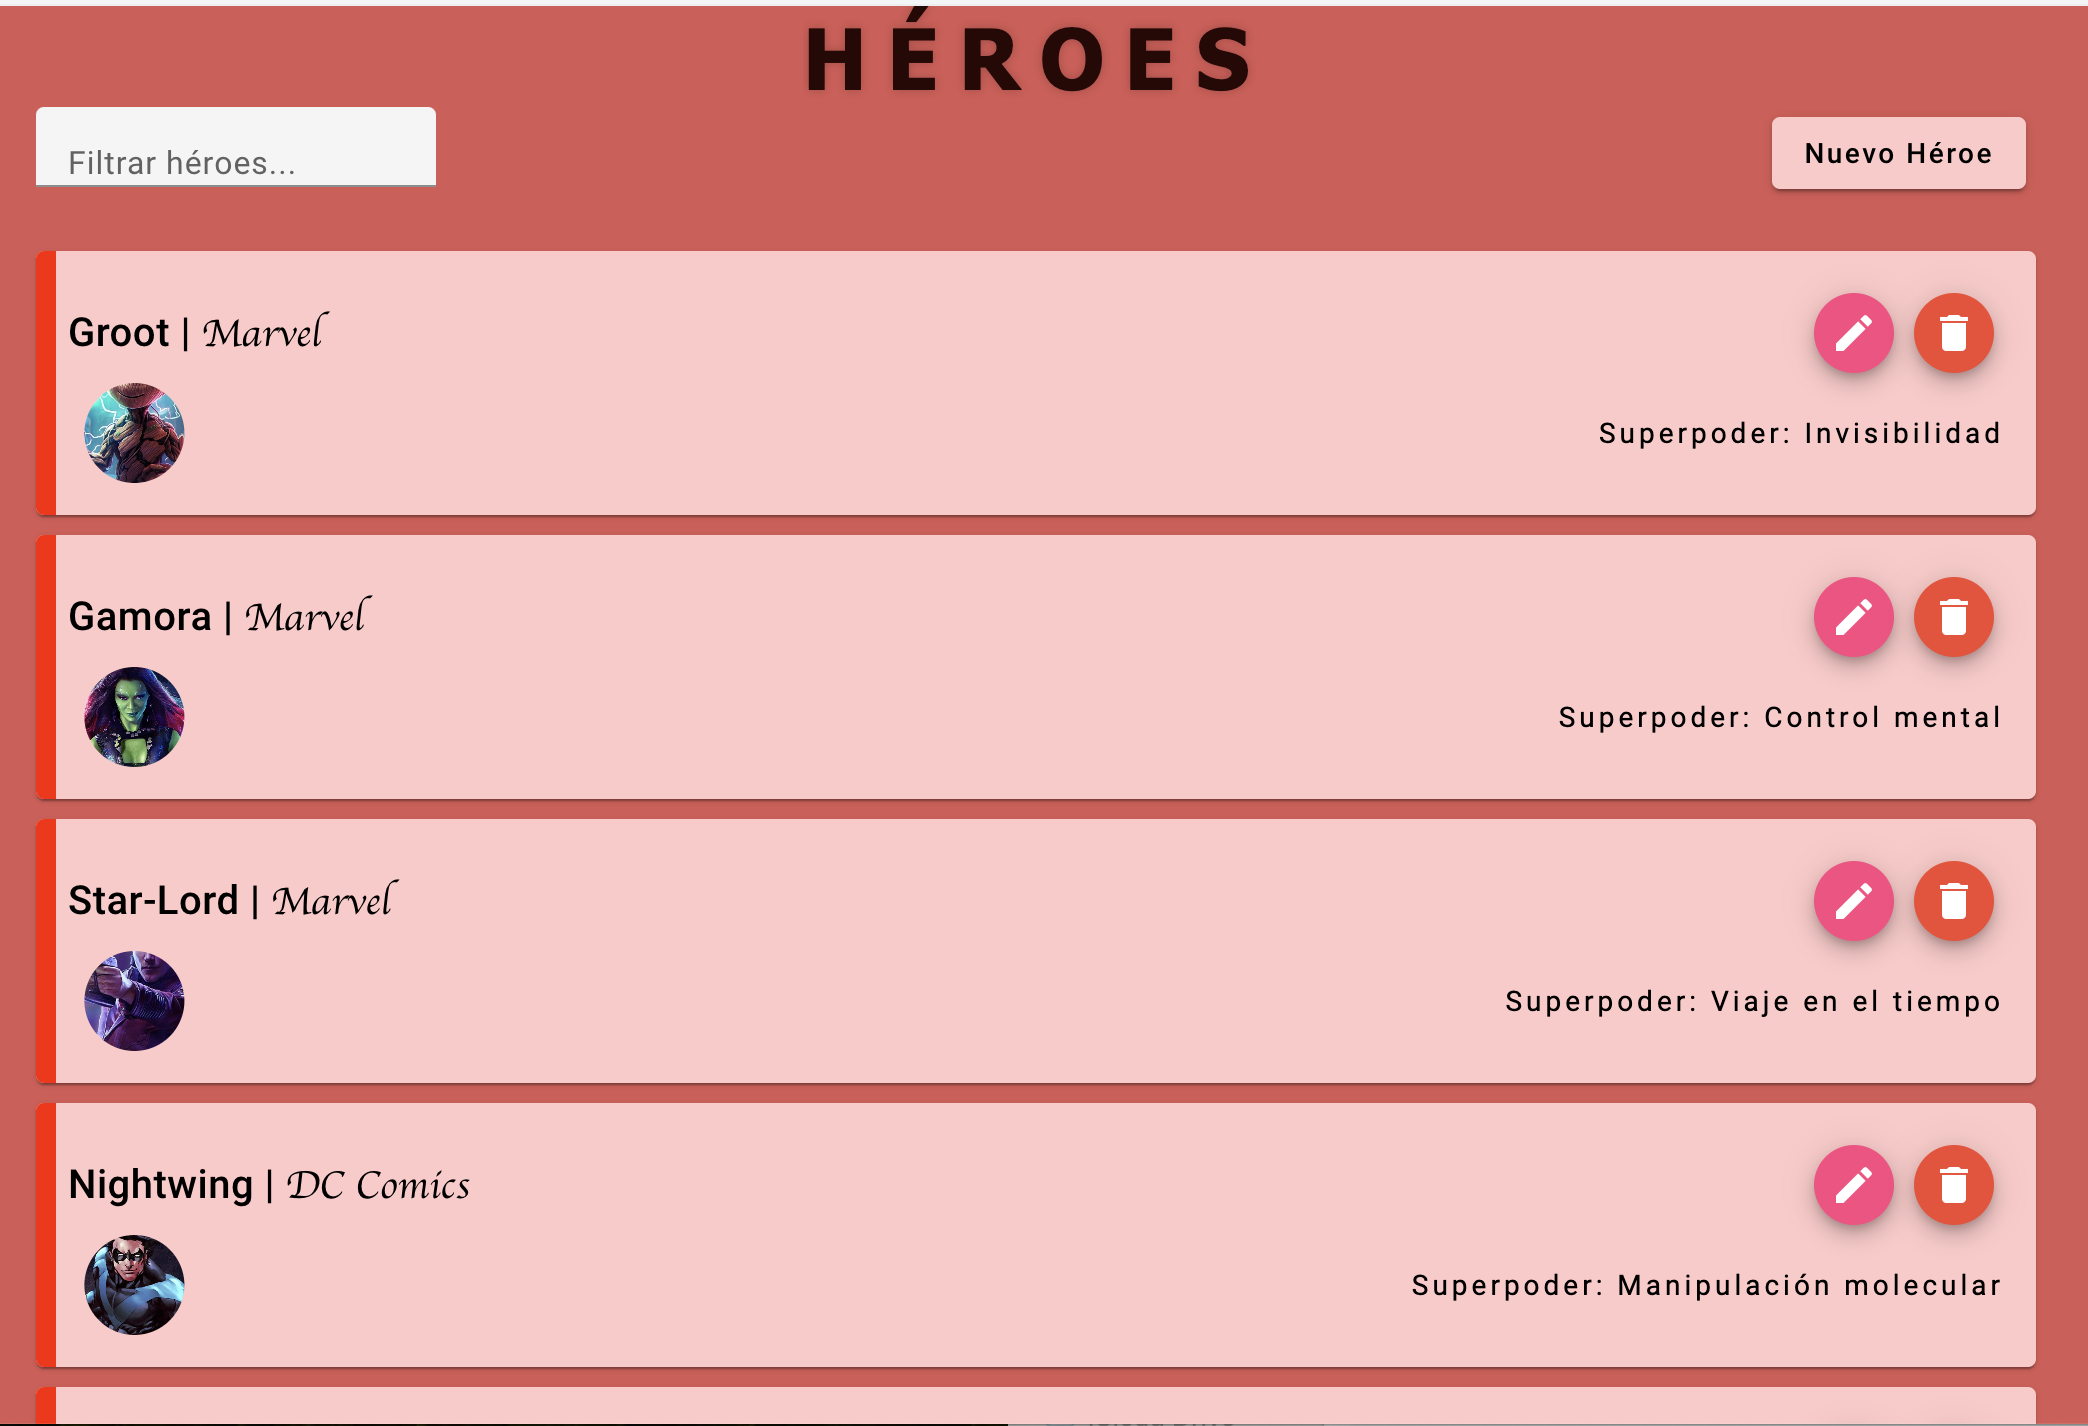 HÉROES
Filtrar héroes...
Nuevo Héroe
Groot | Marvel
Superpoder: Invisibilidad
Gamora | Marvel
Superpoder: Control mental
Star-Lord | Marvel
Superpoder: Viaje en el tiempo
Nightwing | DC Comics
Superpoder: Manipulación molecular